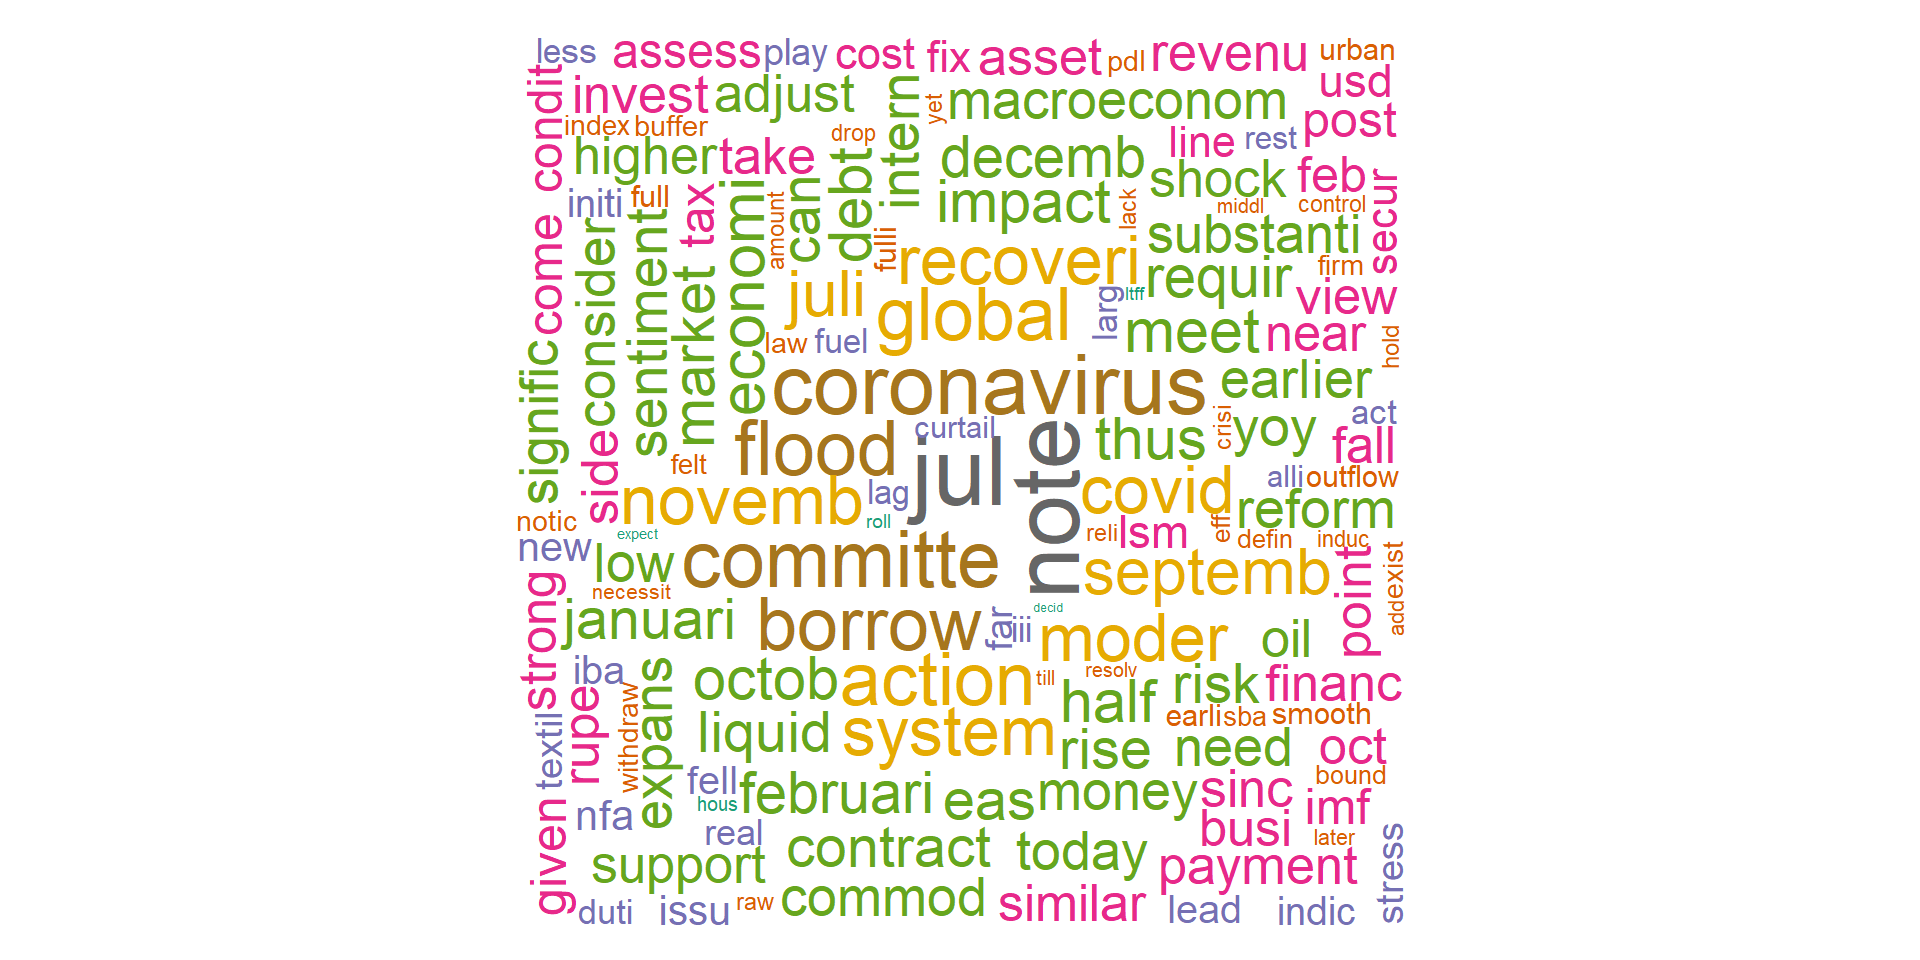 less
assess
play
cost
fix
asset
pdl
revenu
urban
usd
condit
invest
adjust
intern
yet
macroeconom
post
index
buffer
drop
line
rest
higher
take
debt
decemb
shock
feb
secur
initi
full
tax
economi
can
amount
impact
lack
middl
control
come
consider
sentiment
market
fulli
recoveri
substanti
firm
juli
global
larg
ltff
requir
view
law
fuel
meet
near
hold
signific
coronavirus
earlier
side
felt
flood
curtail
jul
note
thus
crisi
yoy
act
fall
novemb
lag
covid
alli
outflow
notic
roll
reform
new
expect
low
committe
reli
lsm
eff
defin
induc
septemb
point
exist
add
necessit
strong
januari
borrow
far
iii
decid
moder
oil
iba
octob
action
till
resolv
risk
financ
rupe
withdraw
expans
half
earli
sba
smooth
textil
liquid
system
rise
need
oct
fell
hous
februari
eas
money
sinc
bound
imf
given
nfa
real
busi
later
support
contract
today
payment
stress
duti
issu
raw
commod
similar
lead
indic